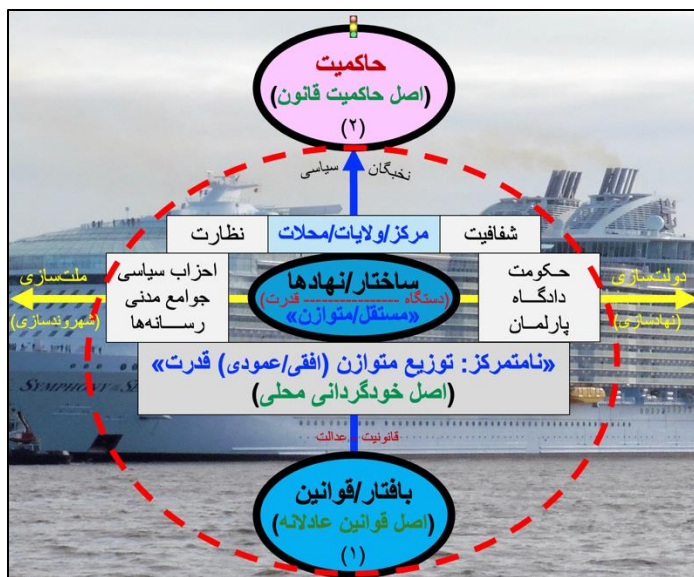 حاکمیت
(اصل حاکمیت قانون)
(۲)
نخبگان سیاسی
شفافیت
مرکز/ولایات/محلات
نظارت
دولت‌سازی
(نهادسازی)
حکومت
دادگاه
پارلمان
ساختار/نهادها
(دستگاه ---------------- قدرت)
«مستقل/متوازن»
احزاب سیاسی
جوامع مدنی
رسانه‌ها
ملت‌سازی
(شهروندسازی)
«نامتمرکز: توزیع متوازن (افقی/عمودی) قدرت»
(اصل خودگردانی محلی)
SYMPHONY
قانونیت - عدالت
بافتار/قوانین
(اصل قوانین عادلانه)
(۱)